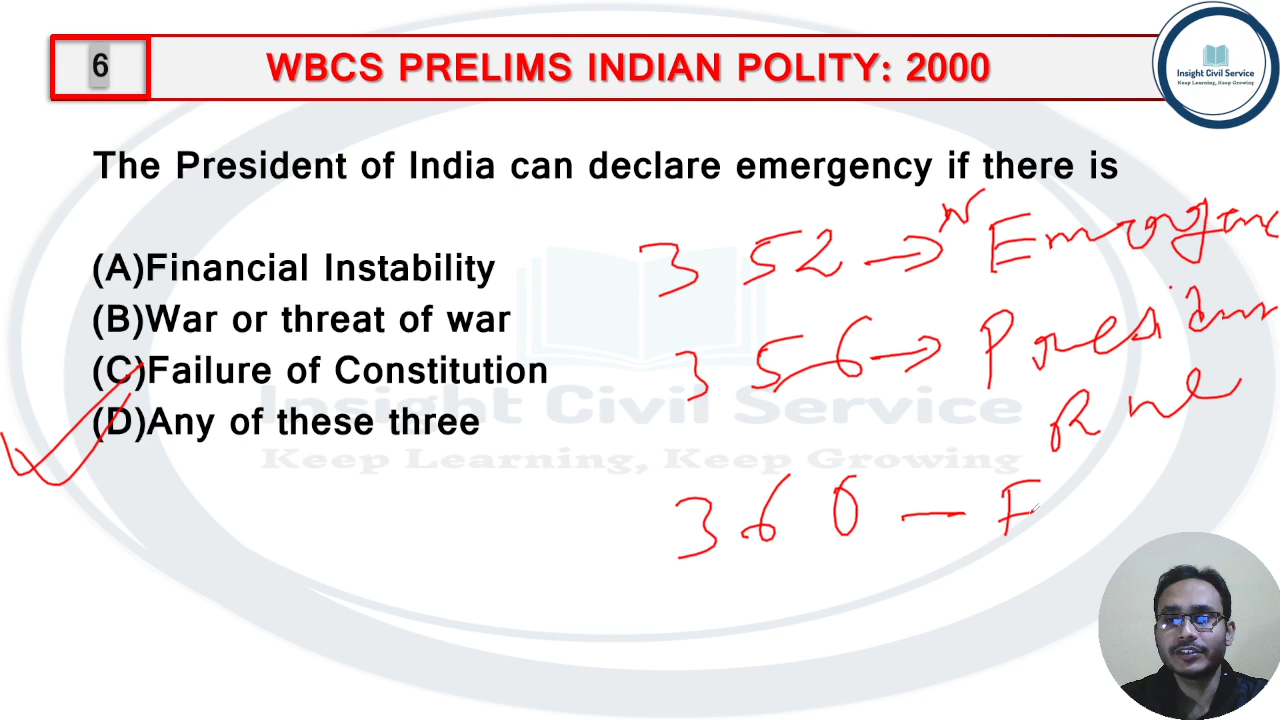 6
WBCS PRELIMS INDIAN POLITY: 2000
Insight Civil Service
Keep Learning, Keep Growing
The President of India can declare emergency if there is
(A)Financial Instability
(B)War or threat of war
(C)Failure of Constitution
(D)Any of these three
352 → N Emergenc
356 → President
Rule
360 — F
Insight Civil Service
Keep Learning, Keep Growing